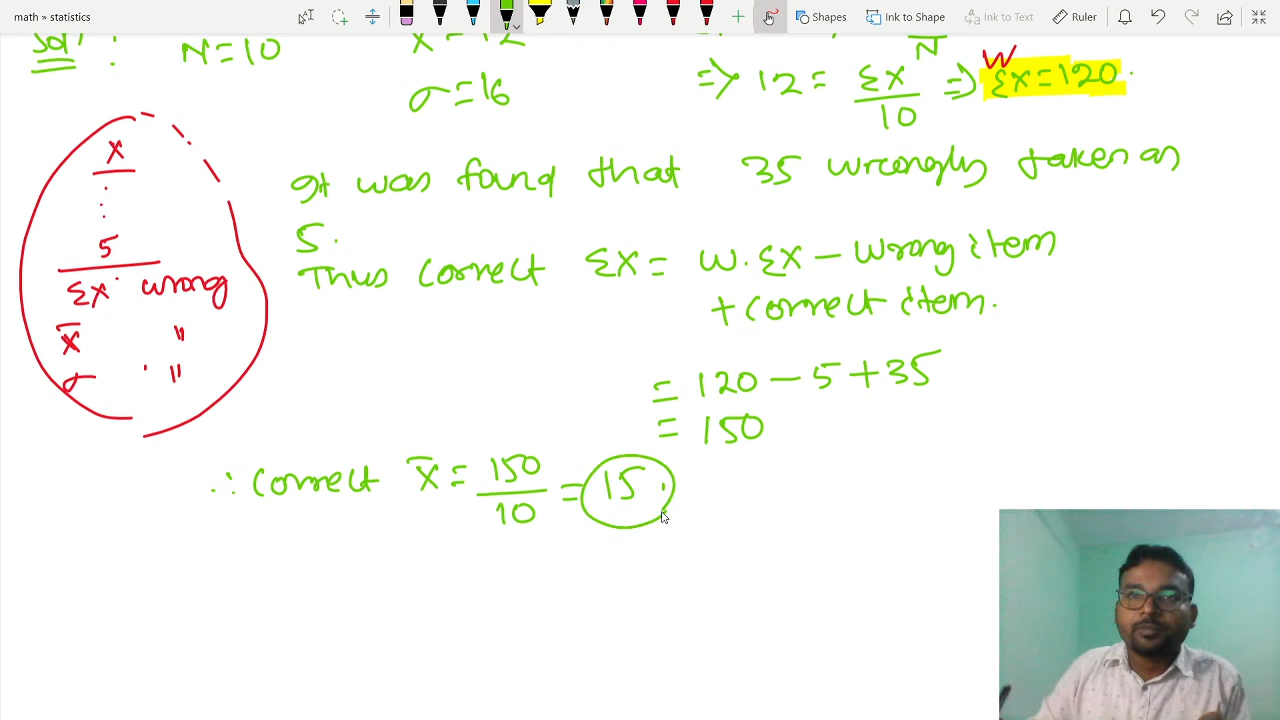 math » statistics
Shapes
Ink to Shape
Ink to Text
Ruler
Solⁿ :
N=10
x̄ = 12
N
σ=16
=> 12 = ΣX/10 => ΣX=120.
W
It was found that 35 wrongly taken as
5.
Thus correct ΣX = W.ΣX – wrong item
+ correct item.
= 120 – 5 + 35
= 150
∴ correct X̄ = 150/10 = 15.
X
:
5
ΣX wrong
X̄ "
σ "